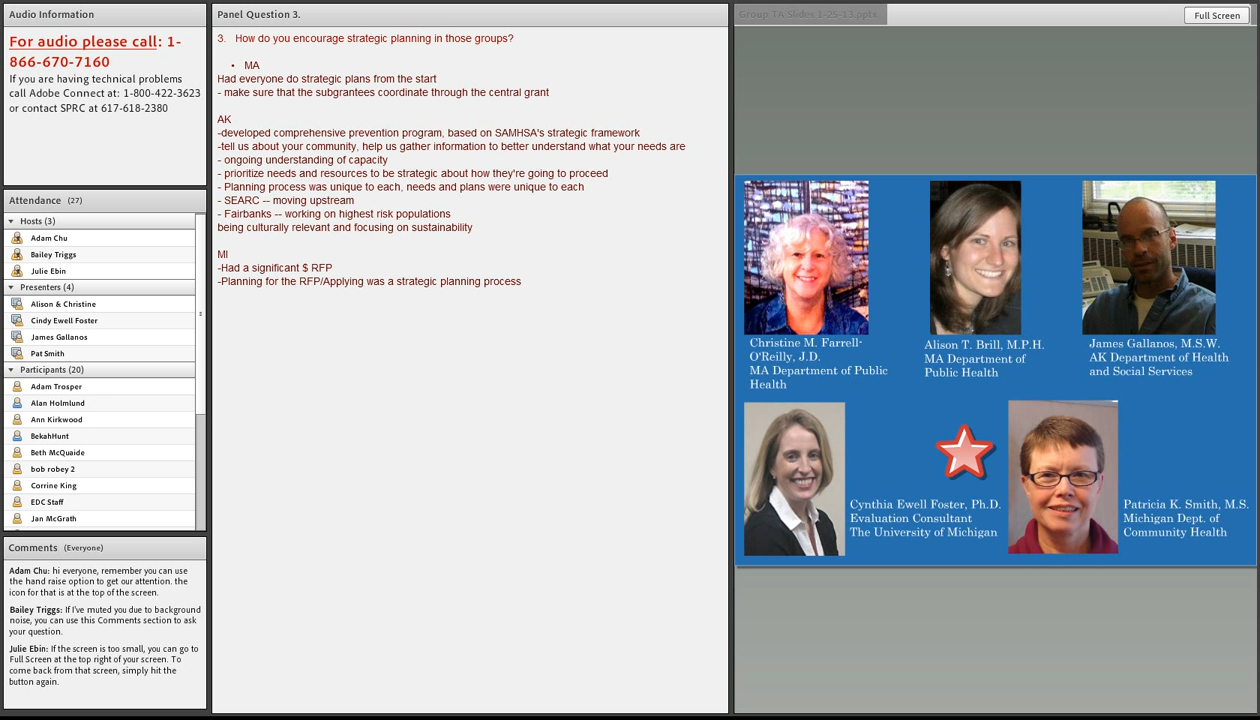 Audio Information
For audio please call: 1-
866-670-7160
If you are having technical problems
call Adobe Connect at: 1-800-422-3623
or contact SPRC at 617-618-2380
Attendance (27)
Hosts (3)
Adam Chu
Bailey Triggs
Julie Ebin
Presenters (4)
Alison & Christine
Cindy Ewell Foster
James Gallanos
Pat Smith
Participants (20)
Adam Trosper
Alan Holmlund
Ann Kirkwood
BekahHunt
Beth McQuaide
bob robey 2
Corrine King
EDC Staff
Jan McGrath
Comments (Everyone)
Adam Chu: hi everyone, remember you can use
the hand raise option to get our attention. the
icon for that is at the top of the screen.
Bailey Triggs: If I've muted you due to background
noise, you can use this Comments section to ask
your question.
Julie Ebin: If the screen is too small, you can go to
Full Screen at the top right of your screen. To
come back from that screen, simply hit the
button again.
Panel Question 3.
3. How do you encourage strategic planning in those groups?
• MA
Had everyone do strategic plans from the start
- make sure that the subgrantees coordinate through the central grant
AK
-developed comprehensive prevention program, based on SAMHSA's strategic framework
-tell us about your community, help us gather information to better understand what your needs are
- ongoing understanding of capacity
- prioritize needs and resources to be strategic about how they're going to proceed
- Planning process was unique to each, needs and plans were unique to each
- SEARC -- moving upstream
- Fairbanks -- working on highest risk populations
being culturally relevant and focusing on sustainability
MI
-Had a significant $ RFP
-Planning for the RFP/Applying was a strategic planning process
Group TA Slides 1-25-13.pptx
Full Screen
Christine M. Farrell-
O'Reilly, J.D.
MA Department of Public
Health
Alison T. Brill, M.P.H.
MA Department of
Public Health
James Gallanos, M.S.W.
AK Department of Health
and Social Services
Cynthia Ewell Foster, Ph.D.
Evaluation Consultant
The University of Michigan
Patricia K. Smith, M.S.
Michigan Dept. of
Community Health